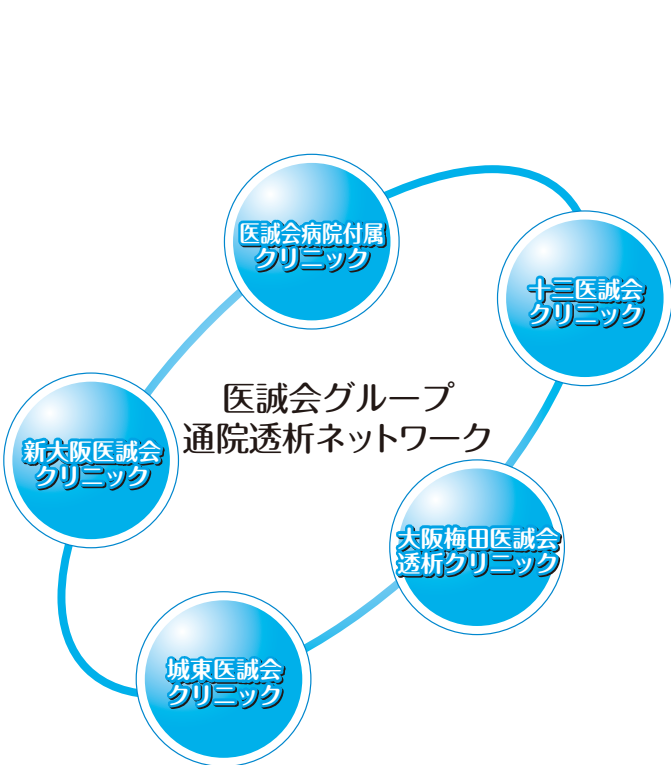 医誠会病院付属
クリニック
十三医誠会
クリニック
医誠会グループ
通院透析ネットワーク
新大阪医誠会
クリニック
大阪梅田医誠会
透析クリニック
城東医誠会
クリニック